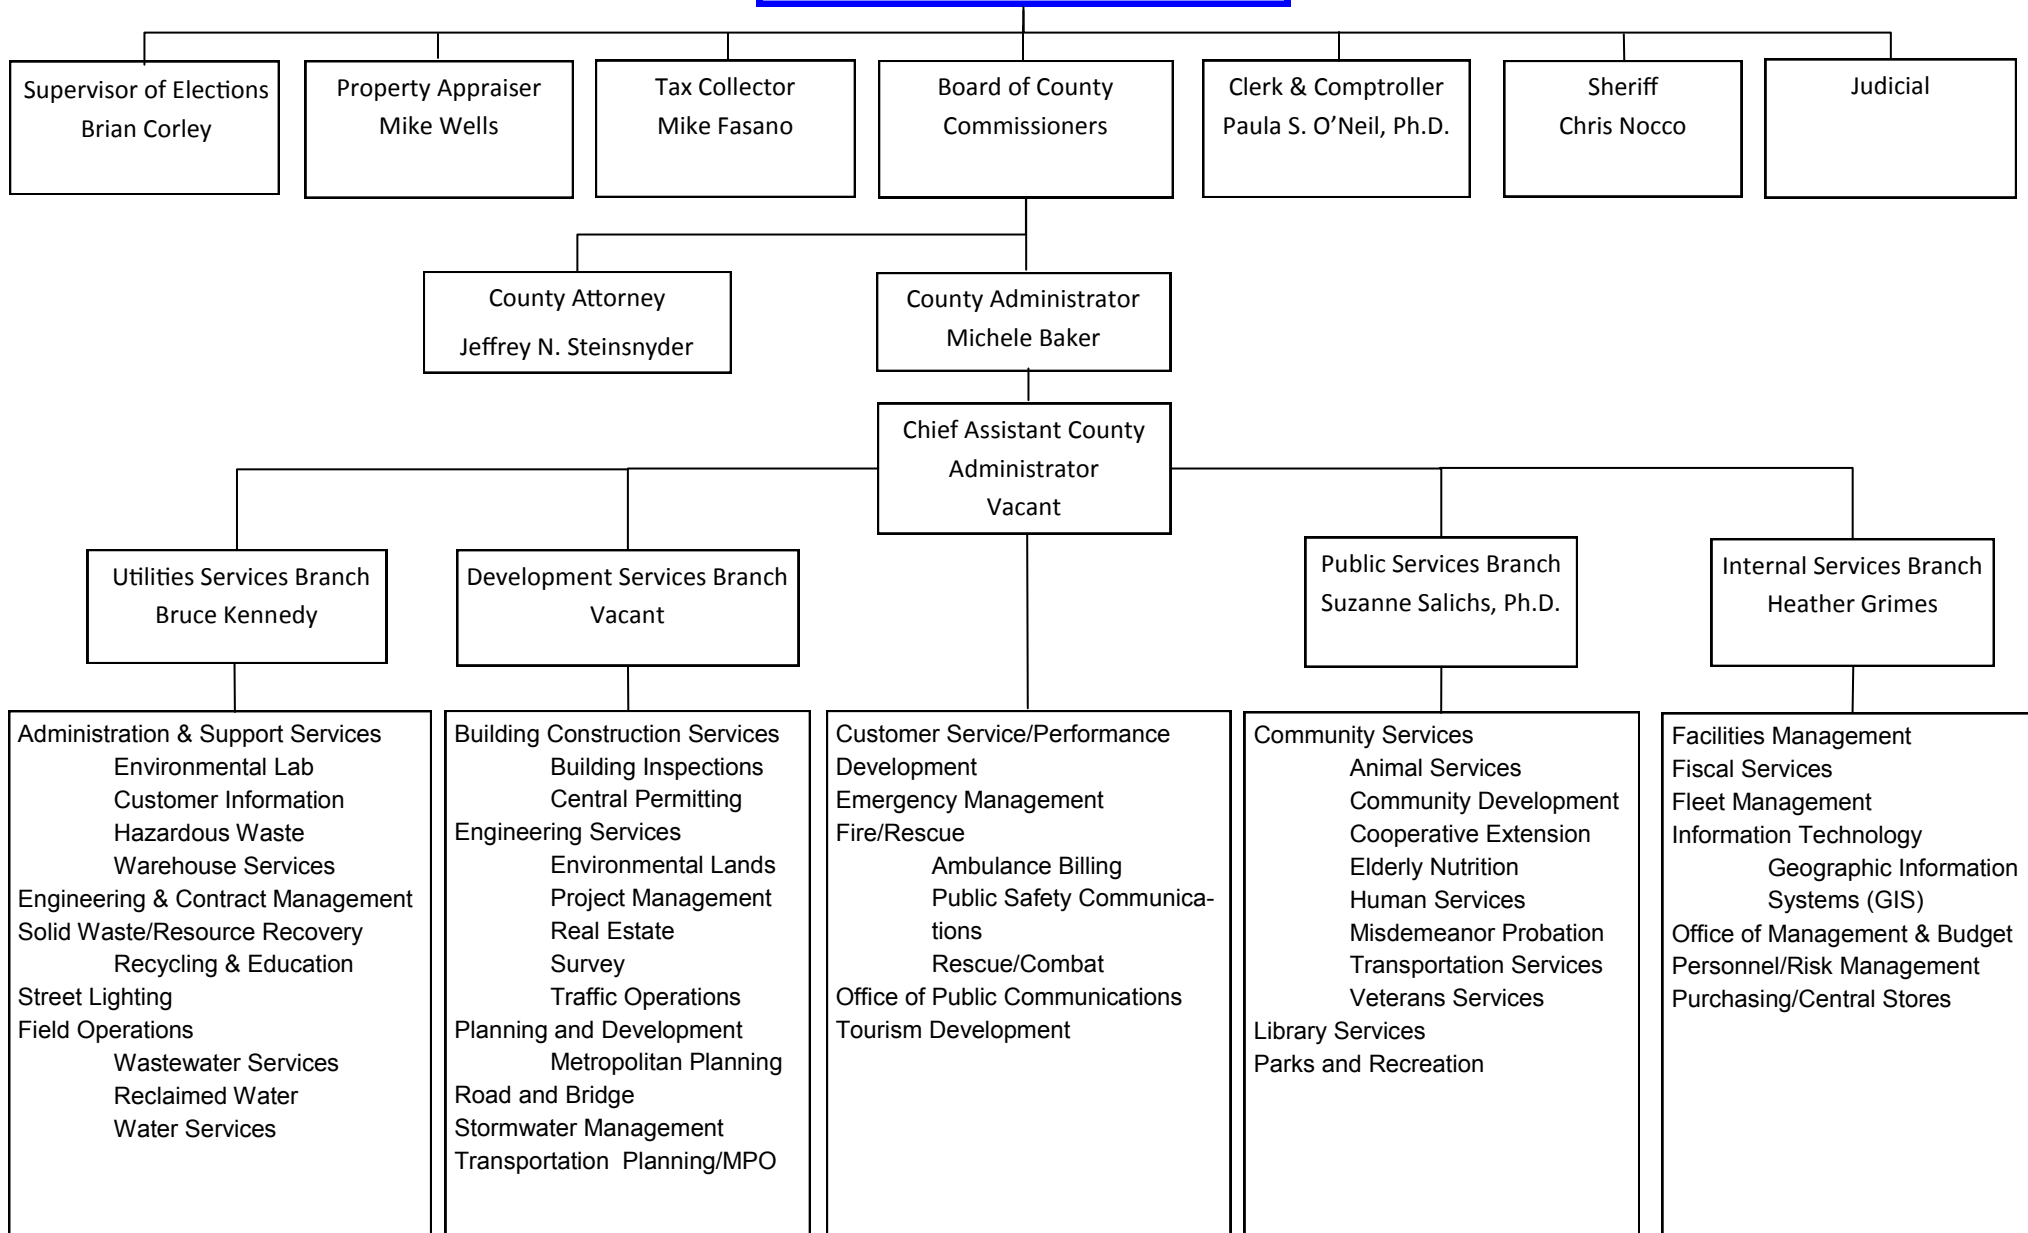 Supervisor of Elections
Brian Corley
Property Appraiser
Mike Wells
Tax Collector
Mike Fasano
Board of County
Commissioners
Clerk & Comptroller
Paula S. O’Neil, Ph.D.
Sheriff
Chris Nocco
Judicial
County Attorney
Jeffrey N. Steinsnyder
County Administrator
Michele Baker
Chief Assistant County
Administrator
Vacant
Utilities Services Branch
Bruce Kennedy
Development Services Branch
Vacant
Public Services Branch
Suzanne Salichs, Ph.D.
Internal Services Branch
Heather Grimes
Administration & Support Services
Environmental Lab
Customer Information
Hazardous Waste
Warehouse Services
Engineering & Contract Management
Solid Waste/Resource Recovery
Recycling & Education
Street Lighting
Field Operations
Wastewater Services
Reclaimed Water
Water Services
Building Construction Services
Building Inspections
Central Permitting
Engineering Services
Environmental Lands
Project Management
Real Estate
Survey
Traffic Operations
Planning and Development
Metropolitan Planning
Road and Bridge
Stormwater Management
Transportation Planning/MPO
Customer Service/Performance
Development
Emergency Management
Fire/Rescue
Ambulance Billing
Public Safety Communica-
tions
Rescue/Combat
Office of Public Communications
Tourism Development
Community Services
Animal Services
Community Development
Cooperative Extension
Elderly Nutrition
Human Services
Misdemeanor Probation
Transportation Services
Veterans Services
Library Services
Parks and Recreation
Facilities Management
Fiscal Services
Fleet Management
Information Technology
Geographic Information
Systems (GIS)
Office of Management & Budget
Personnel/Risk Management
Purchasing/Central Stores